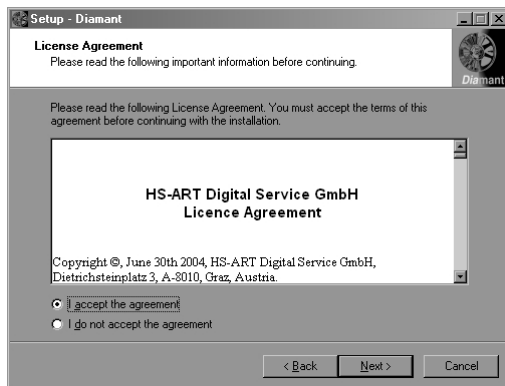 Setup - Diamant
License Agreement
Please read the following important information before continuing.
Diamant
Please read the following License Agreement. You must accept the terms of this
agreement before continuing with the installation.
HS-ART Digital Service GmbH
Licence Agreement
Copyright ©, June 30th 2004, HS-ART Digital Service GmbH,
Dietrichsteinplatz 3, A-8010, Graz, Austria.
I accept the agreement
I do not accept the agreement
< Back
Next >
Cancel